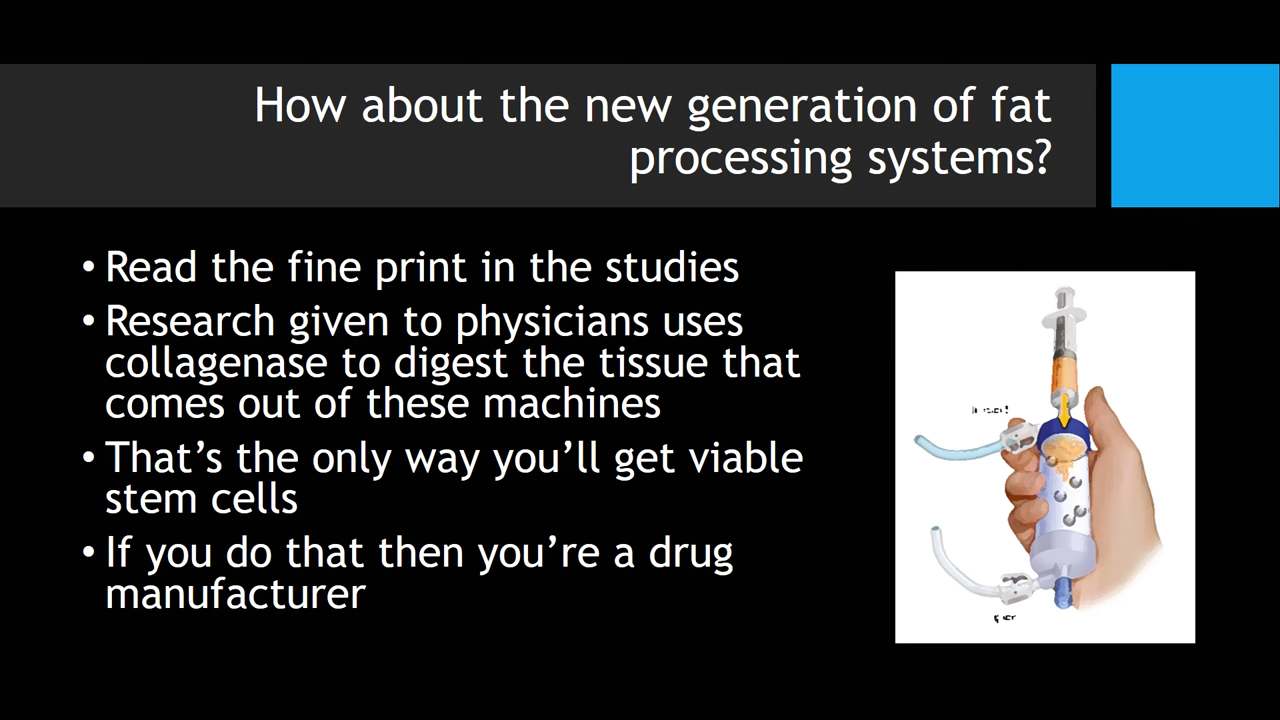 How about the new generation of fat
processing systems?
• Read the fine print in the studies
• Research given to physicians uses
collagenase to digest the tissue that
comes out of these machines
• That's the only way you'll get viable
stem cells
• If you do that then you're a drug
manufacturer